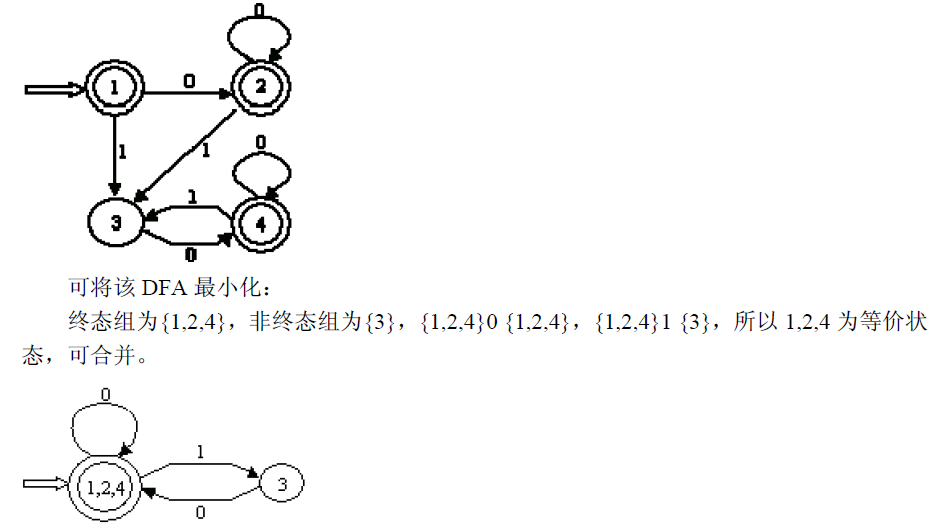 0
1 0 2
1 1 0
3 1 4
0
可将该 DFA 最小化：
终态组为{1,2,4}，非终态组为{3}，{1,2,4}0 {1,2,4}，{1,2,4}1 {3}，所以 1,2,4 为等价状
态，可合并。
0
1
1,2,4 3
0